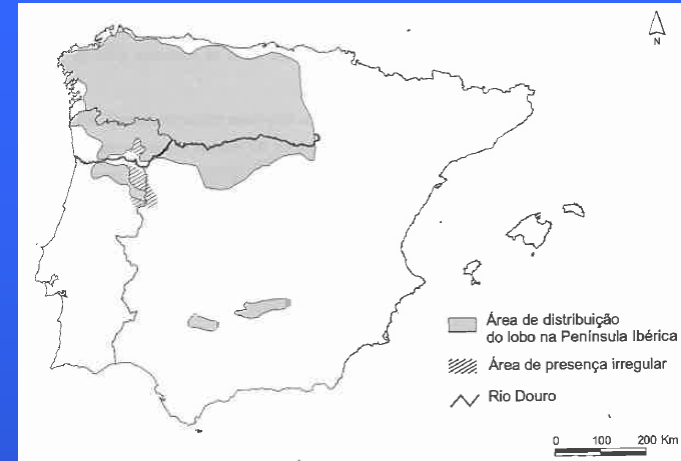 N
Área de distribuição
do lobo na Península Ibérica
Área de presença irregular
Rio Douro
0 100 200 Km